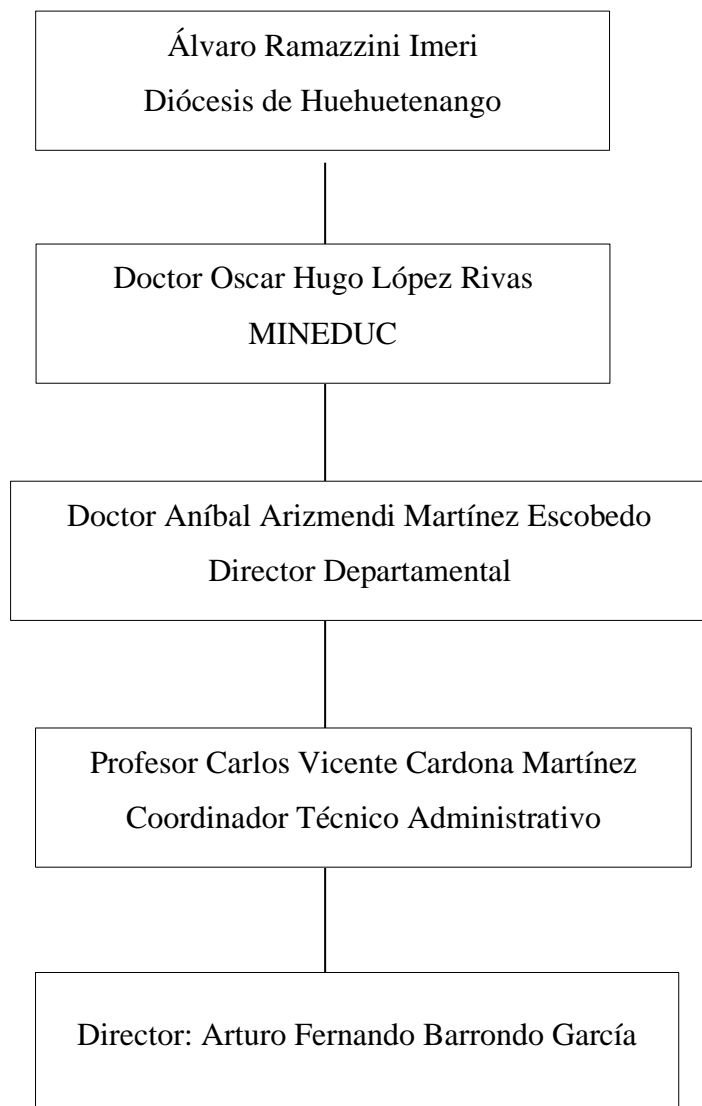 Álvaro Ramazzini Imeri
Diócesis de Huehuetenango
Doctor Oscar Hugo López Rivas
MINEDUC
Doctor Aníbal Arizmendi Martínez Escobedo
Director Departamental
Profesor Carlos Vicente Cardona Martínez
Coordinador Técnico Administrativo
Director: Arturo Fernando Barrondo García